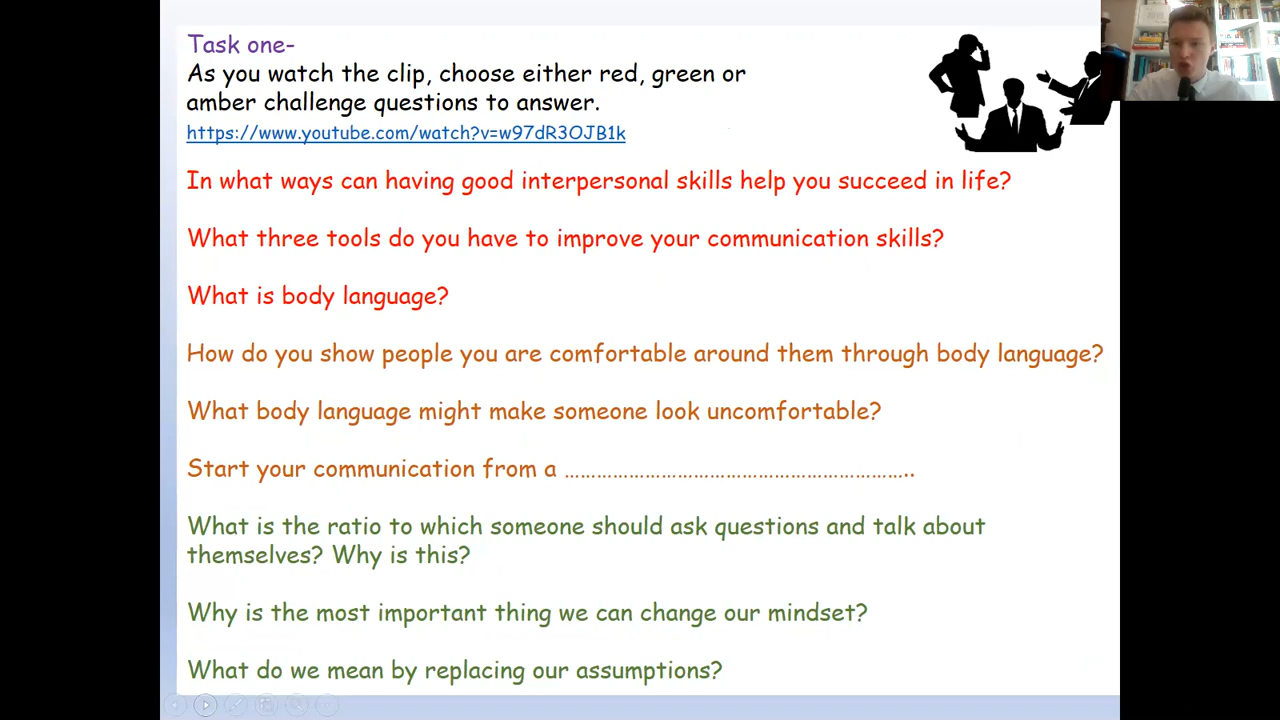 Task one-
As you watch the clip, choose either red, green or
amber challenge questions to answer.
https://www.youtube.com/watch?v=w97dR3OJB1k
In what ways can having good interpersonal skills help you succeed in life?
What three tools do you have to improve your communication skills?
What is body language?
How do you show people you are comfortable around them through body language?
What body language might make someone look uncomfortable?
Start your communication from a …………………………………………………………..
What is the ratio to which someone should ask questions and talk about
themselves? Why is this?
Why is the most important thing we can change our mindset?
What do we mean by replacing our assumptions?